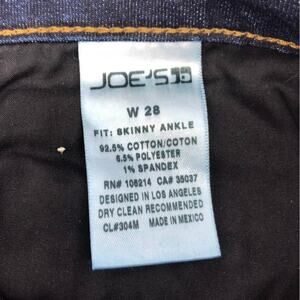 JOE'S
W 28
FIT: SKINNY ANKLE
92.5% COTTON/COTON
6.5% POLYESTER
1% SPANDEX
RN# 106214 CA# 35037
DESIGNED IN LOS ANGELES
DRY CLEAN RECOMMENDED
CL#304M MADE IN MEXICO